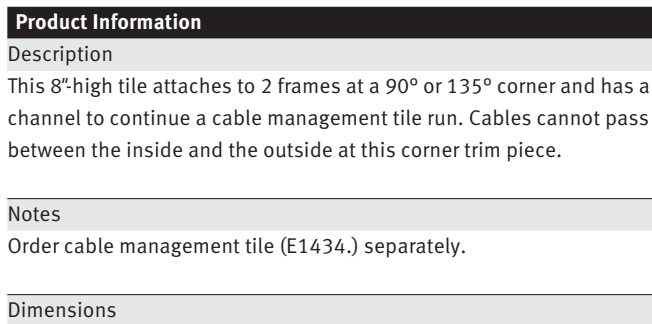 Product Information
Description
This 8"-high tile attaches to 2 frames at a 90° or 135° corner and has a
channel to continue a cable management tile run. Cables cannot pass
between the inside and the outside at this corner trim piece.
Notes
Order cable management tile (E1434.) separately.
Dimensions